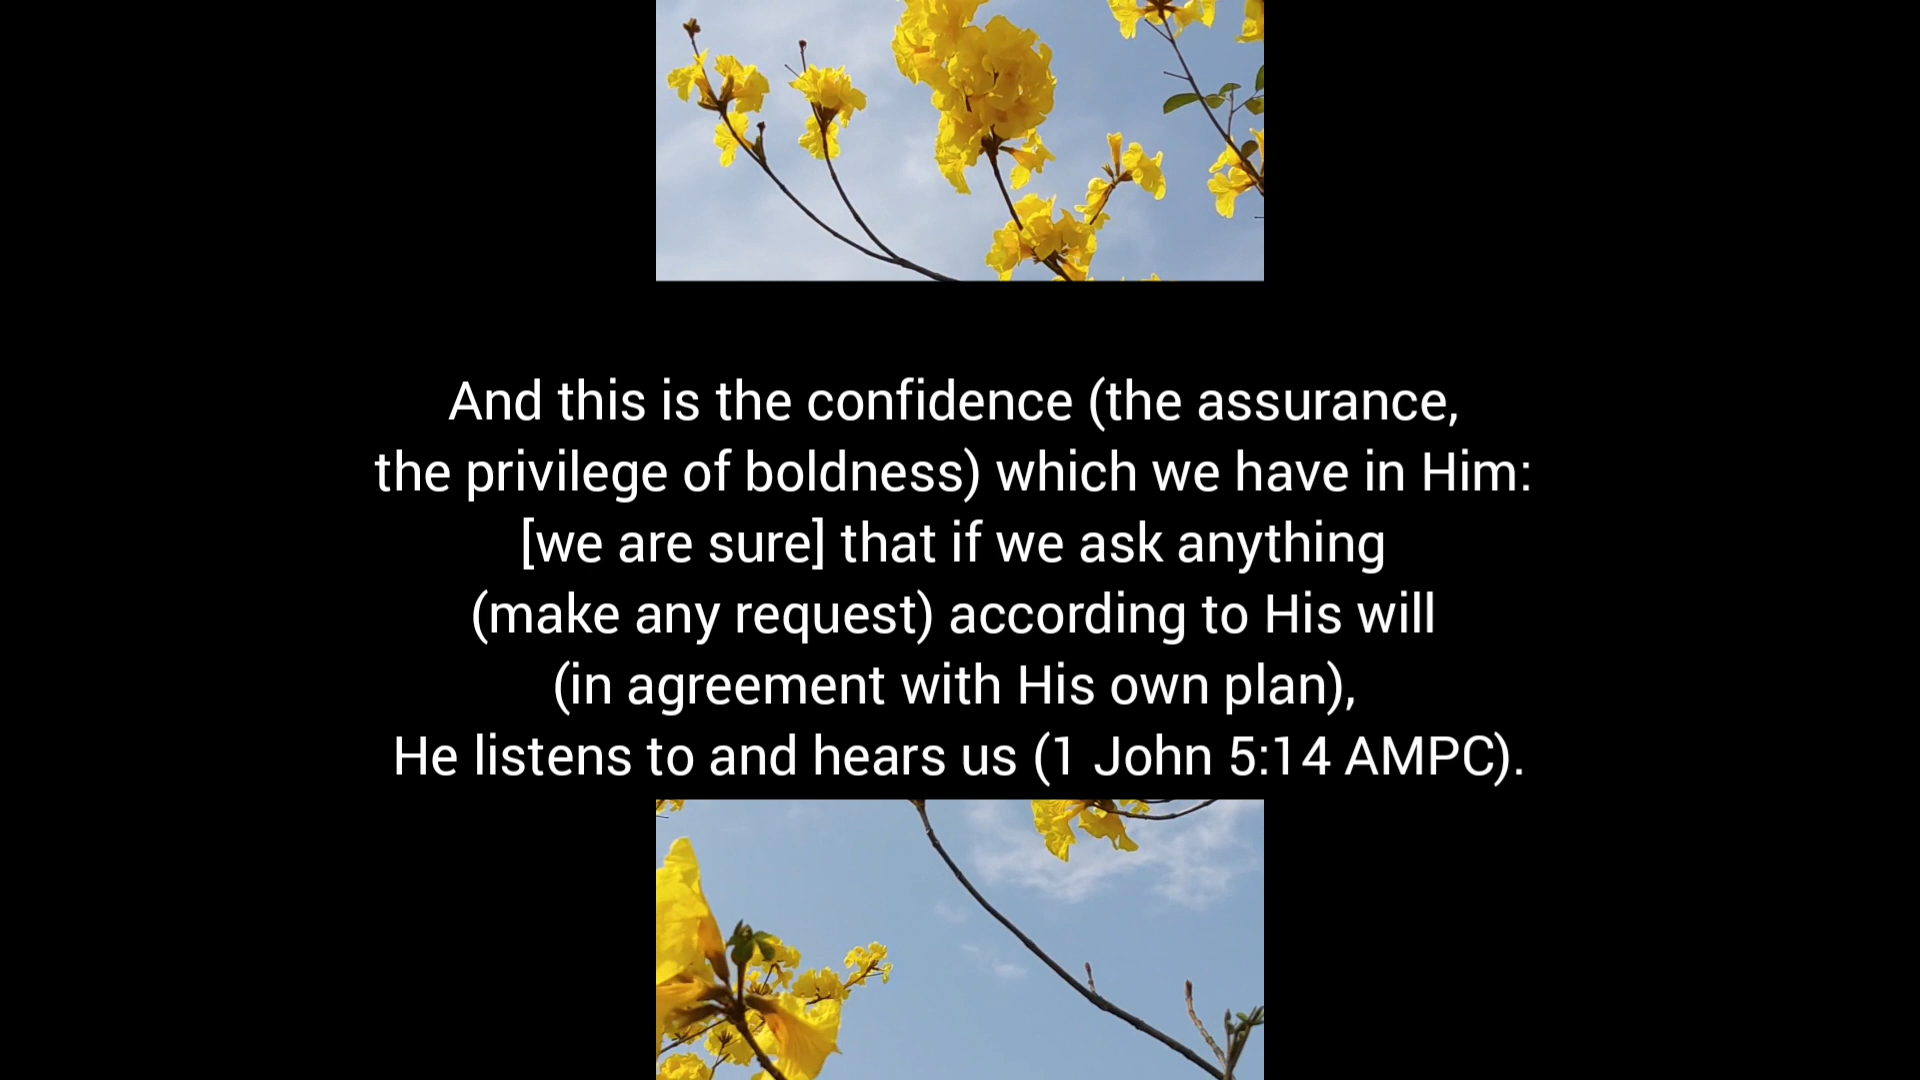 And this is the confidence (the assurance,
the privilege of boldness) which we have in Him:
[we are sure] that if we ask anything
(make any request) according to His will
(in agreement with His own plan),
He listens to and hears us (1 John 5:14 AMPC).